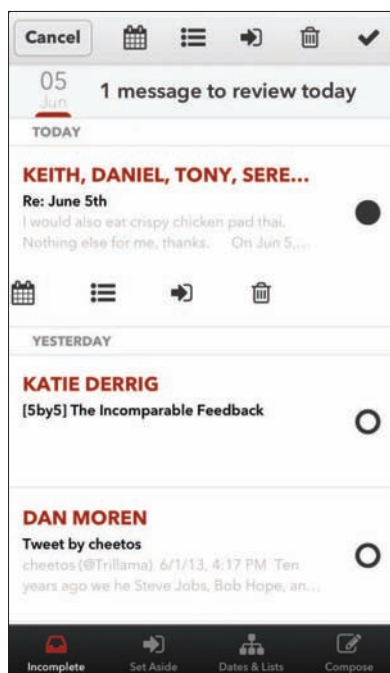 Cancel
05
Jun
1 message to review today
TODAY
KEITH, DANIEL, TONY, SERE...
Re: June 5th
I would also eat crispy chicken pad thai.
Nothing else for me, thanks. On Jun 5,...
YESTERDAY
KATIE DERRIG
[5by5] The Incomparable Feedback
DAN MOREN
Tweet by cheetos
cheetos (@Trillama) 6/1/13, 4:17 PM Ten
years ago we he Steve Jobs, Bob Hope, an...
Incomplete
Set Aside
Dates & Lists
Compose